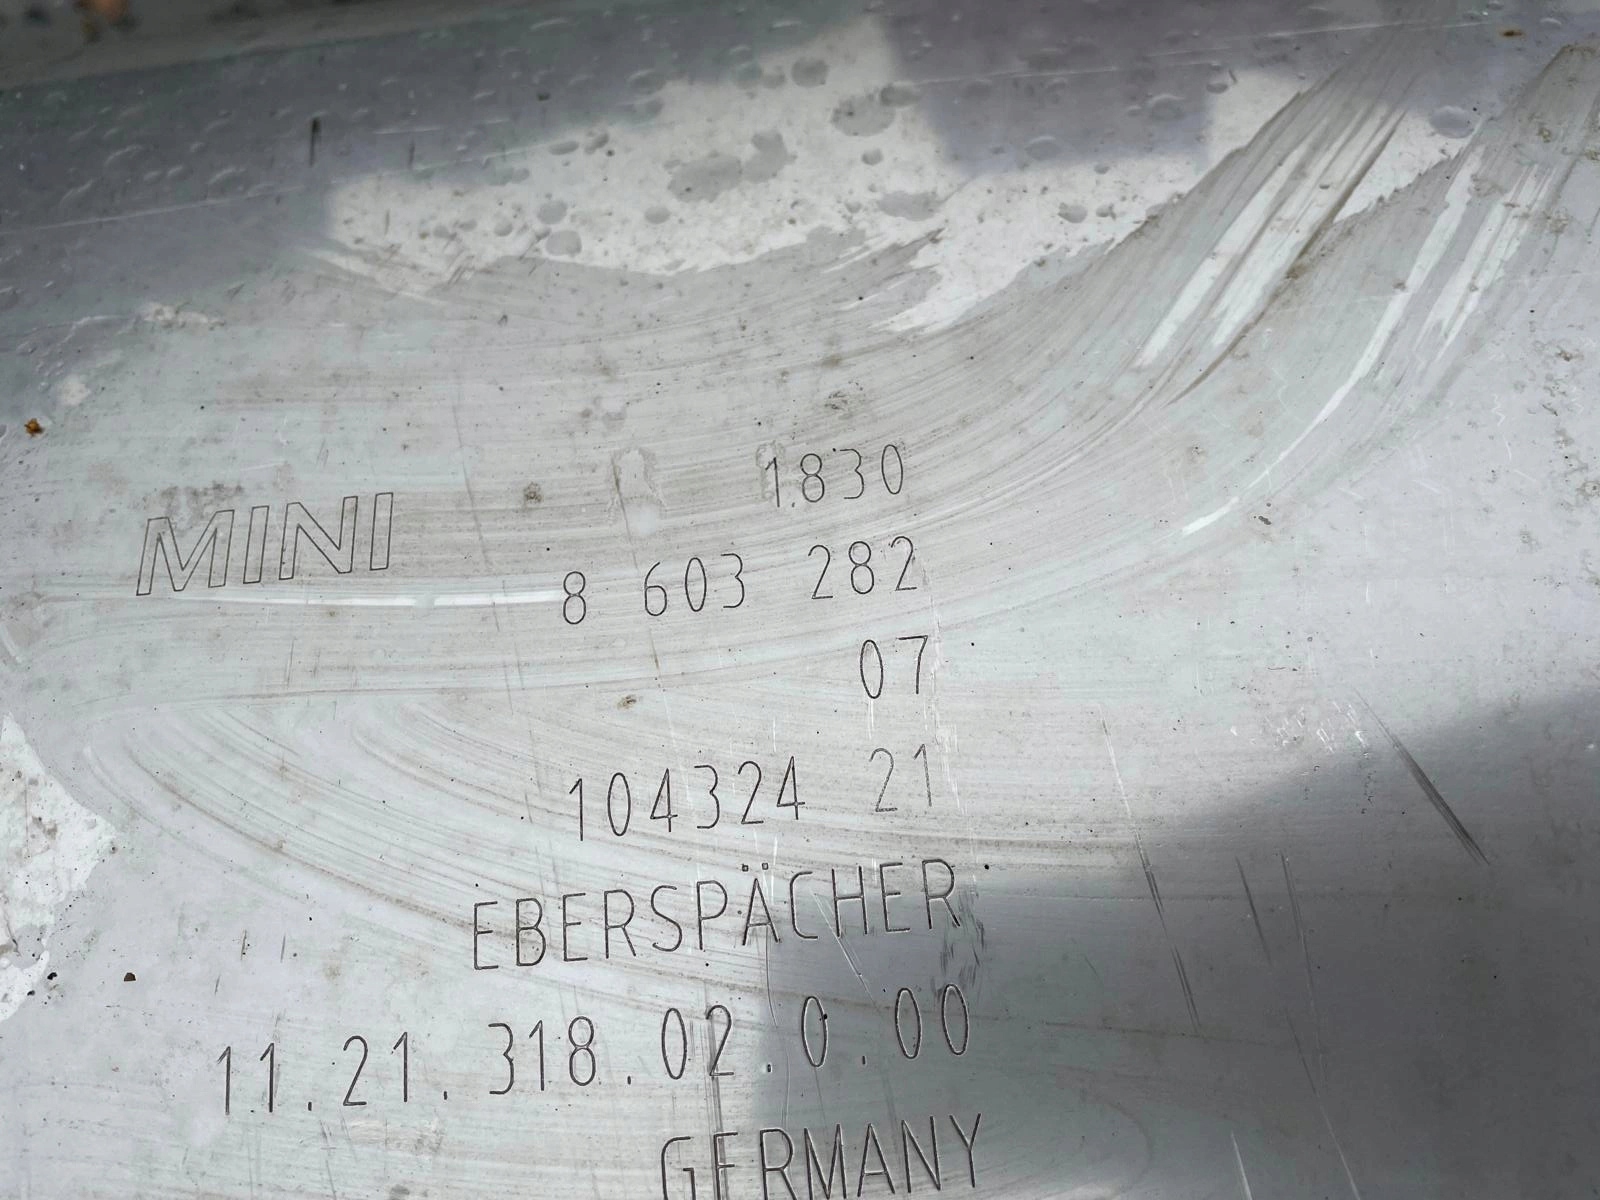 1830
MINI 8 603 282
07
104324 21
EBERSPÄCHER
11.21.318.02.0.00
GERMANY